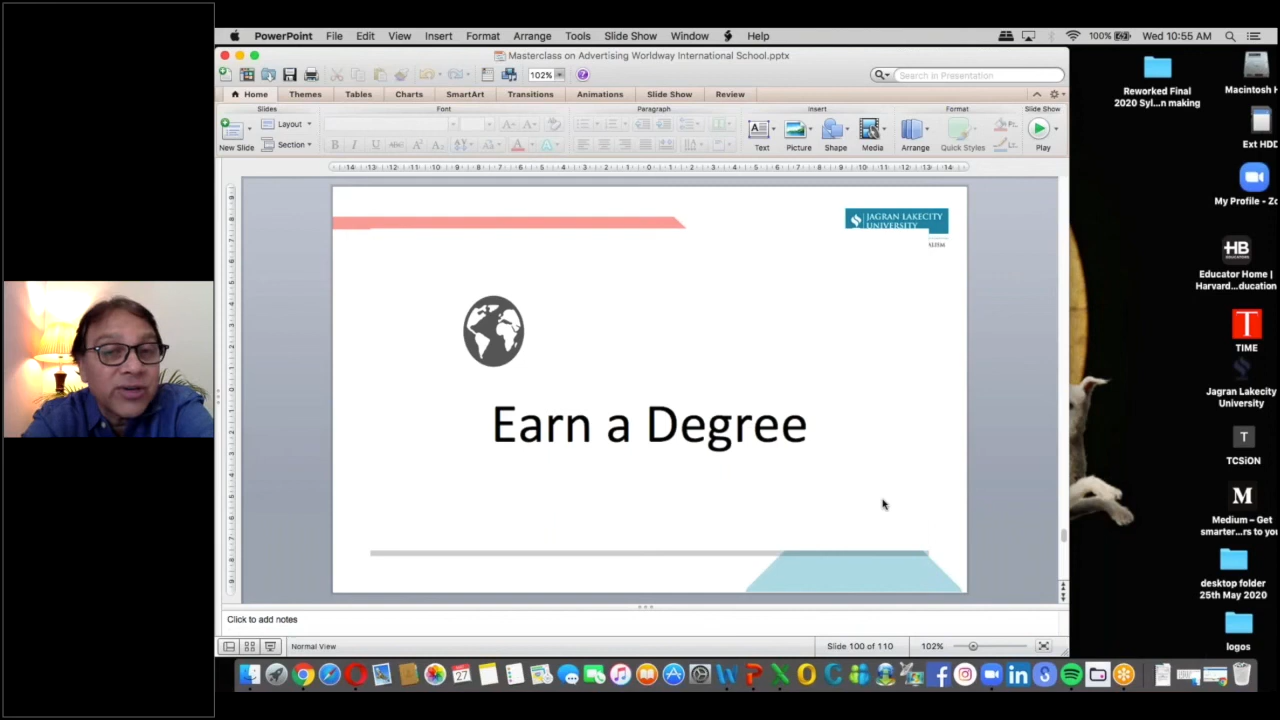 PowerPoint File Edit View Insert Format Arrange Tools Slide Show Window Help
100% Wed 10:55 AM
Masterclass on Advertising Worldway International School.pptx
102%
Search in Presentation
Home Themes Tables Charts SmartArt Transitions Animations Slide Show Review
Slides Font Paragraph Insert Format Slide Show
New Slide
Layout
Section
Text Picture Shape Media Arrange Quick Styles Play
JAGRAN LAKECITY
UNIVERSITY
Earn a Degree
Click to add notes
Normal View
Slide 100 of 110
102%
Reworked Final
2020 Syl...n making
Macintosh H
Ext HDD
My Profile - Zo
HB
Educator Home |
Harvard...ducation
T
TIME
Jagran Lakecity
University
T
TCSiON
M
Medium – Get
smarter...rs to you
desktop folder
25th May 2020
logos
27